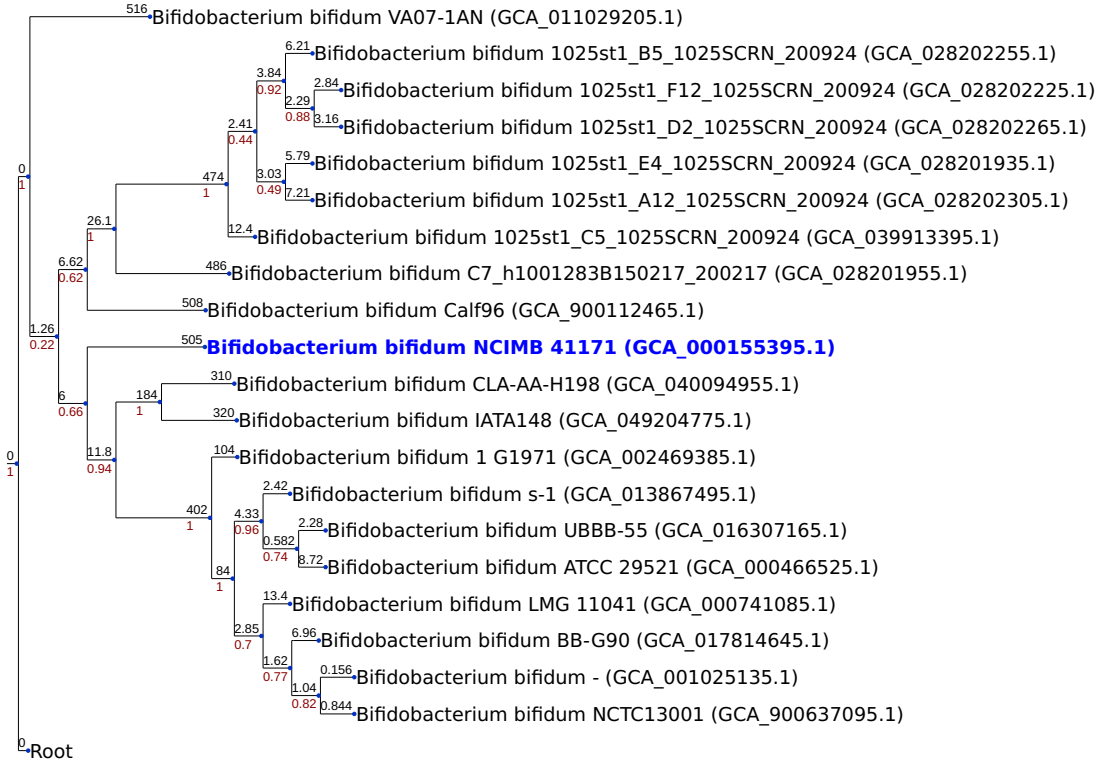 516 Bifidobacterium bifidum VA07-1AN (GCA_011029205.1)
6.21 Bifidobacterium bifidum 1025st1_B5_1025SCRN_200924 (GCA_028202255.1)
3.84
0.92
2.84 Bifidobacterium bifidum 1025st1_F12_1025SCRN_200924 (GCA_028202225.1)
2.29
0.88
3.16 Bifidobacterium bifidum 1025st1_D2_1025SCRN_200924 (GCA_028202265.1)
2.41
0.44
5.79 Bifidobacterium bifidum 1025st1_E4_1025SCRN_200924 (GCA_028201935.1)
3.03
0.49
7.21 Bifidobacterium bifidum 1025st1_A12_1025SCRN_200924 (GCA_028202305.1)
474
1
0
1
12.4 Bifidobacterium bifidum 1025st1_C5_1025SCRN_200924 (GCA_039913395.1)
26.1
1
486 Bifidobacterium bifidum C7_h1001283B150217_200217 (GCA_028201955.1)
6.62
0.62
508 Bifidobacterium bifidum Calf96 (GCA_900112465.1)
1.26
0.22
505 Bifidobacterium bifidum NCIMB 41171 (GCA_000155395.1)
310 Bifidobacterium bifidum CLA-AA-H198 (GCA_040094955.1)
6
0.66
184
1
320 Bifidobacterium bifidum IATA148 (GCA_049204775.1)
11.8
0.94
104 Bifidobacterium bifidum 1 G1971 (GCA_002469385.1)
0
1
2.42 Bifidobacterium bifidum s-1 (GCA_013867495.1)
402
1
4.33
0.96
2.28 Bifidobacterium bifidum UBBB-55 (GCA_016307165.1)
0.582
0.74
8.72 Bifidobacterium bifidum ATCC 29521 (GCA_000466525.1)
84
1
13.4 Bifidobacterium bifidum LMG 11041 (GCA_000741085.1)
2.85
0.7
6.96 Bifidobacterium bifidum BB-G90 (GCA_017814645.1)
1.62
0.77
0.156 Bifidobacterium bifidum - (GCA_001025135.1)
1.04
0.82
0.844 Bifidobacterium bifidum NCTC13001 (GCA_900637095.1)
0 Root